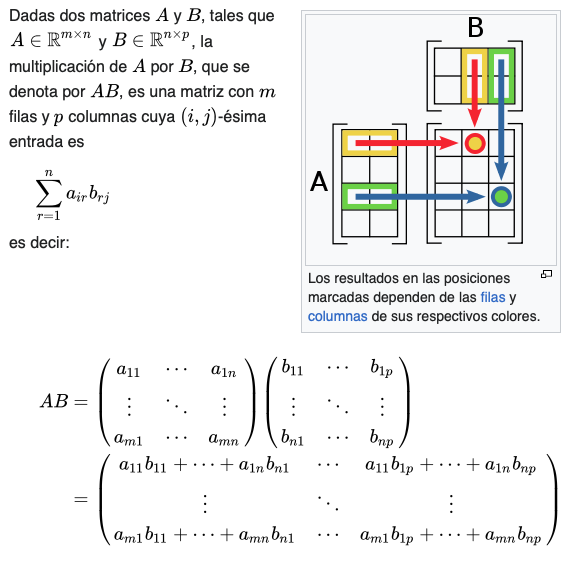 Dadas dos matrices A y B, tales que
A ∈ ℝ^{m×n} y B ∈ ℝ^{n×p}, la
multiplicación de A por B, que se
denota por AB, es una matriz con m
filas y p columnas cuya (i, j)-ésima
entrada es
\sum_{r=1}^{n} a_{ir} b_{rj}
es decir:
B
A
Los resultados en las posiciones
marcadas dependen de las filas y
columnas de sus respectivos colores.
AB = \begin{pmatrix} a_{11} & \cdots & a_{1n} \\ \vdots & \ddots & \vdots \\ a_{m1} & \cdots & a_{mn} \end{pmatrix} \begin{pmatrix} b_{11} & \cdots & b_{1p} \\ \vdots & \ddots & \vdots \\ b_{n1} & \cdots & b_{np} \end{pmatrix}
= \begin{pmatrix} a_{11}b_{11} + \cdots + a_{1n}b_{n1} & \cdots & a_{11}b_{1p} + \cdots + a_{1n}b_{np} \\ \vdots & \ddots & \vdots \\ a_{m1}b_{11} + \cdots + a_{mn}b_{n1} & \cdots & a_{m1}b_{1p} + \cdots + a_{mn}b_{np} \end{pmatrix}